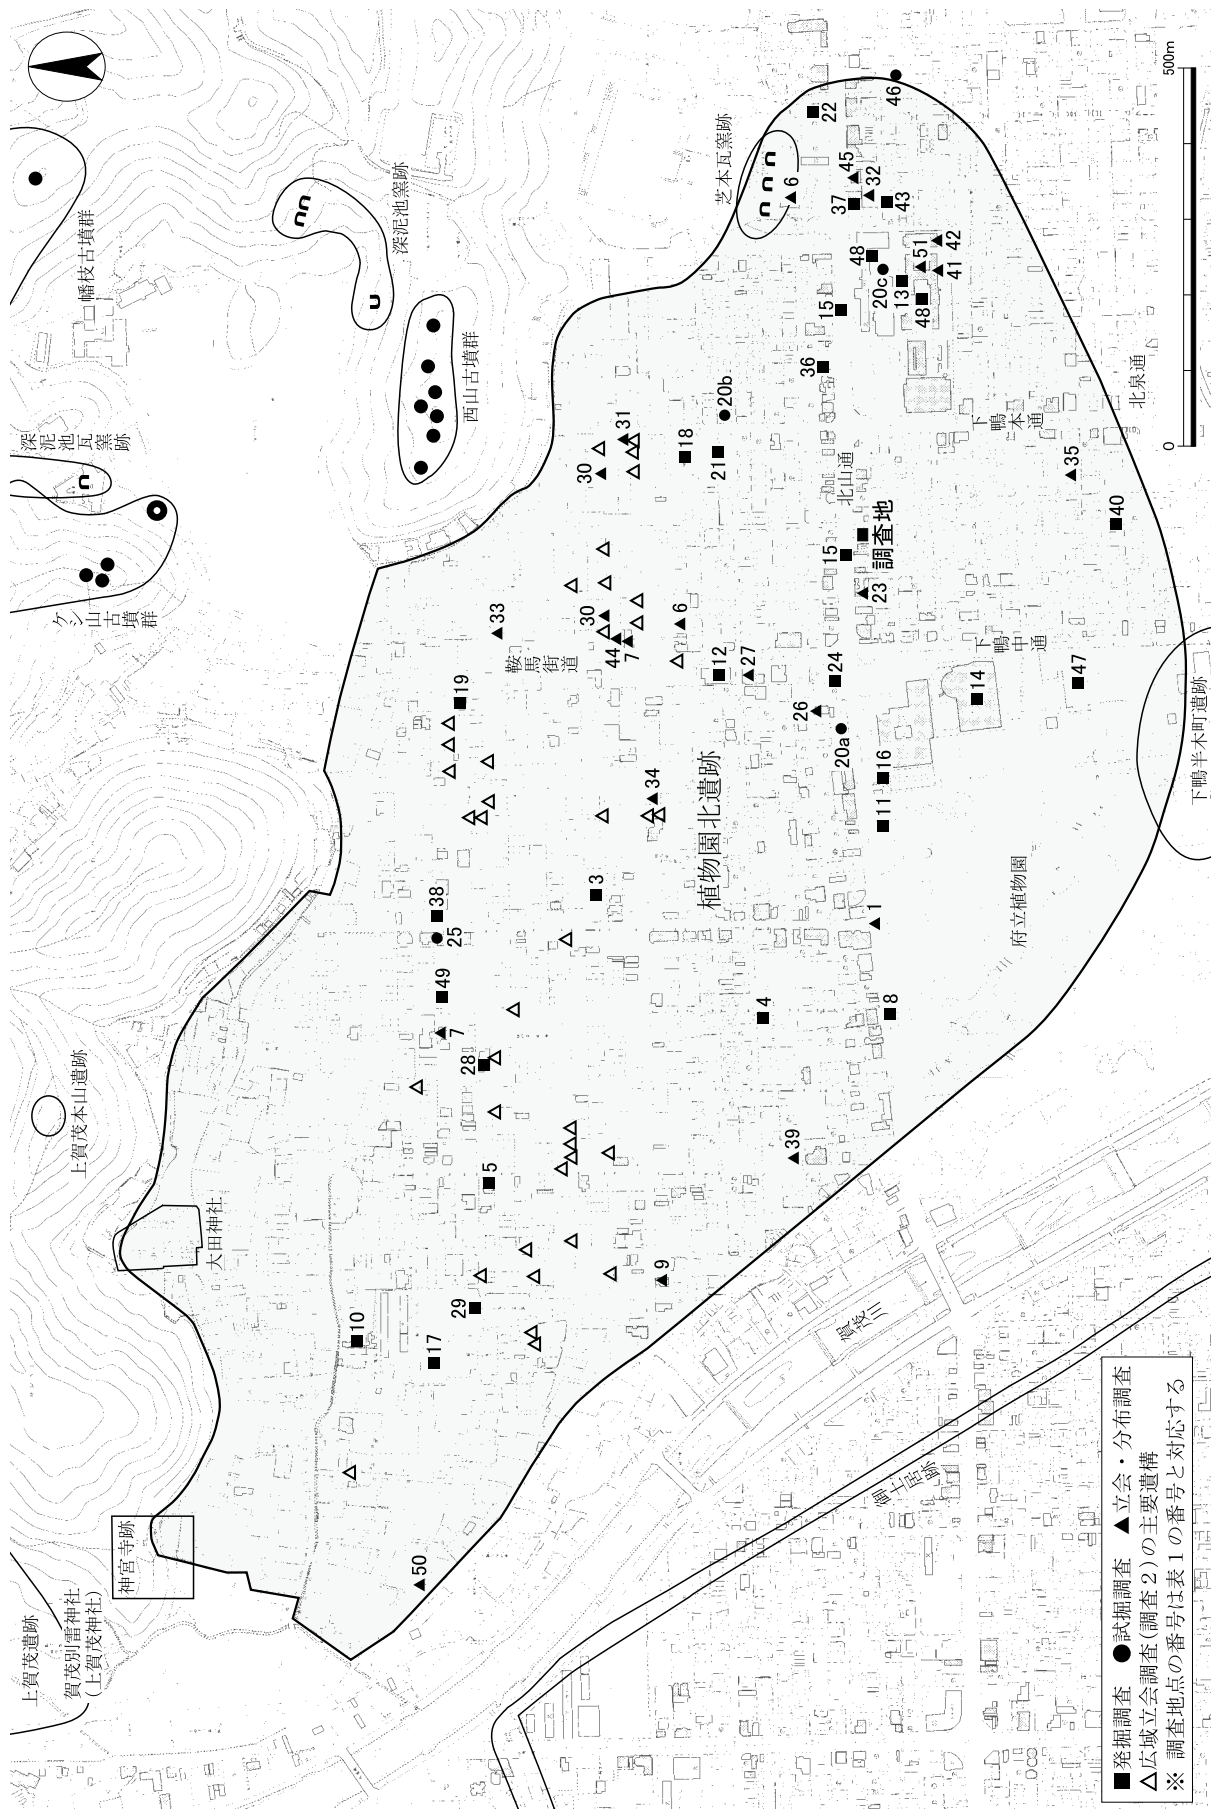 上賀茂遺跡
賀茂別雷神社
(上賀茂神社)
神宮寺跡
大田神社
上賀茂本山遺跡
ケシ山古墳群
深泥池瓦窯跡
幡枝古墳群
深泥池窯跡
西山古墳群
芝本瓦窯跡
植物園北遺跡
鞍馬街道
北山通
調査地
下鴨中通
下鴨本通
北泉通
府立植物園
下鴨半木町遺跡
賀茂川
御土居跡
50
10
17
29
5
28
7
49
25
38
19
33
9
39
4
8
1
3
34
11
16
14
20a
26
24
27
12
6
7
44
30
23
15
47
40
35
30
31
18
21
20b
36
15
48
20c
13
48
51
41
42
43
37
32
45
6
22
46
0
500m
■発掘調査 ●試掘調査 ▲立会・分布調査
△広域立会調査(調査2)の主要遺構
※ 調査地点の番号は表1の番号と対応する